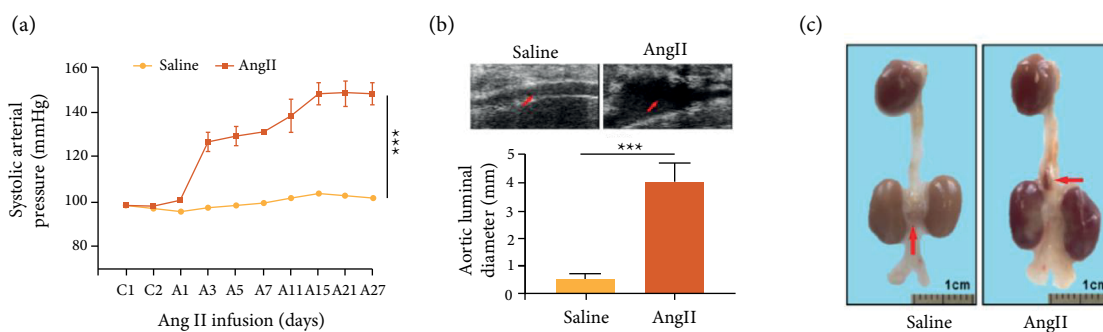 (a)
Saline
AngII
160
140
120
100
80
Systolic arterial
pressure (mmHg)
***
C1 C2 A1 A3 A5 A7 A11 A15 A21 A27
Ang II infusion (days)
(b)
Saline
AngII
***
5
4
3
2
1
0
Aortic luminal
diameter (mm)
Saline
AngII
(c)
1cm
1cm
Saline
AngII